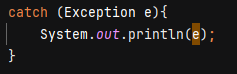 catch (Exception e){
    System.out.println(e);
}